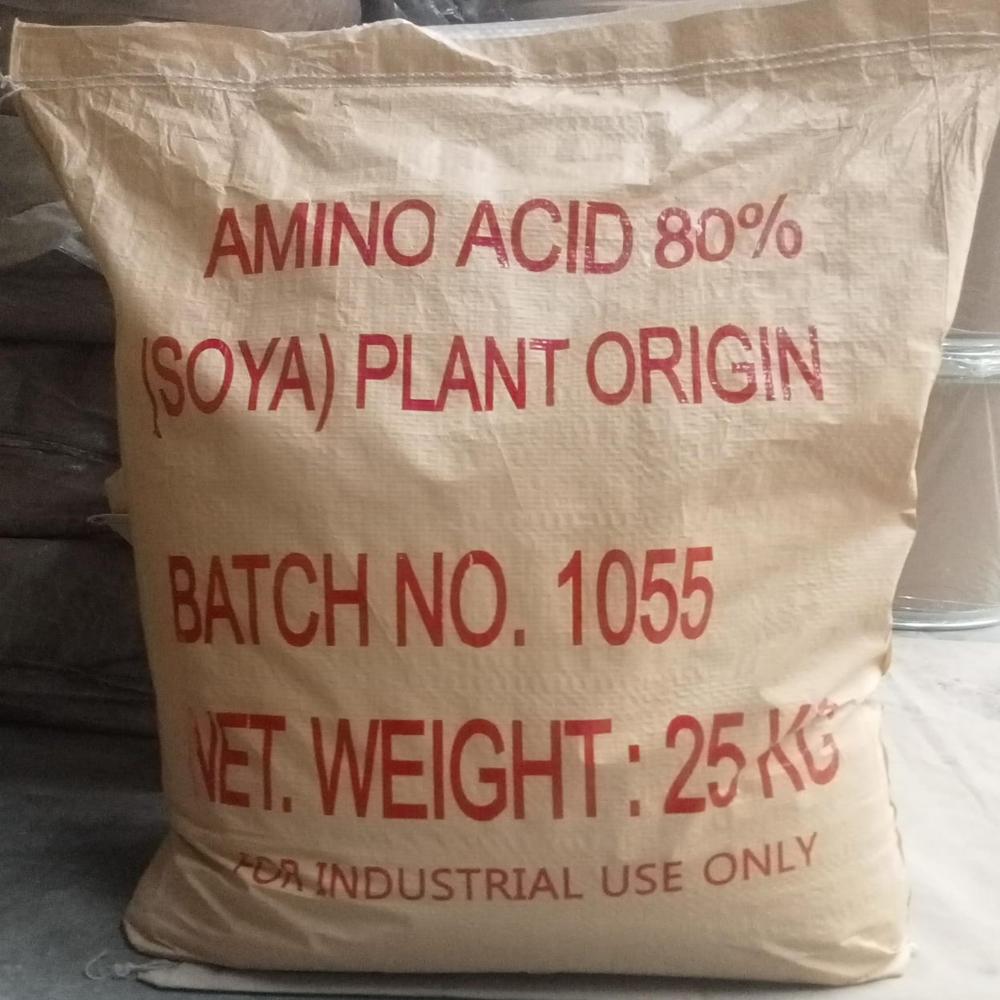 AMINO ACID 80%
(SOYA) PLANT ORIGIN
BATCH NO. 1055
NET. WEIGHT : 25 KG
FOR INDUSTRIAL USE ONLY